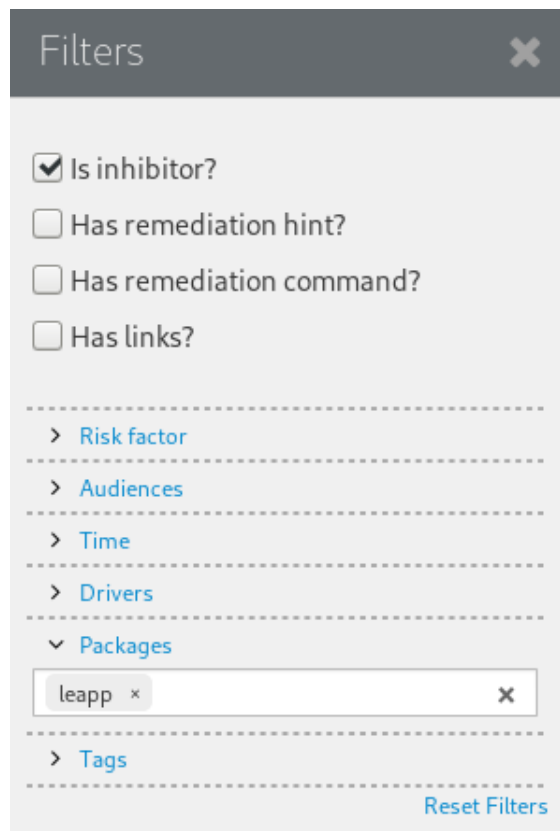 Filters
Is inhibitor?
Has remediation hint?
Has remediation command?
Has links?
Risk factor
Audiences
Time
Drivers
Packages
leapp ×
Tags
Reset Filters